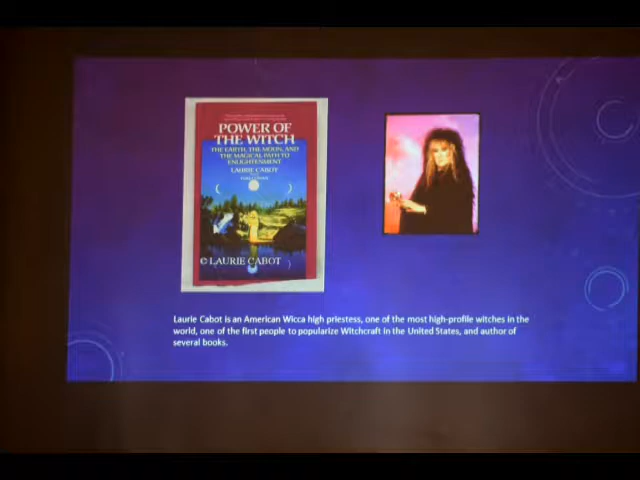 POWER OF
THE WITCH
THE EARTH, THE MOON, AND
THE MAGICAL PATH TO
ENLIGHTENMENT
LAURIE CABOT
© LAURIE CABOT
Laurie Cabot is an American Wicca high priestess, one of the most high-profile witches in the
world, one of the first people to popularize Witchcraft in the United States, and author of
several books.